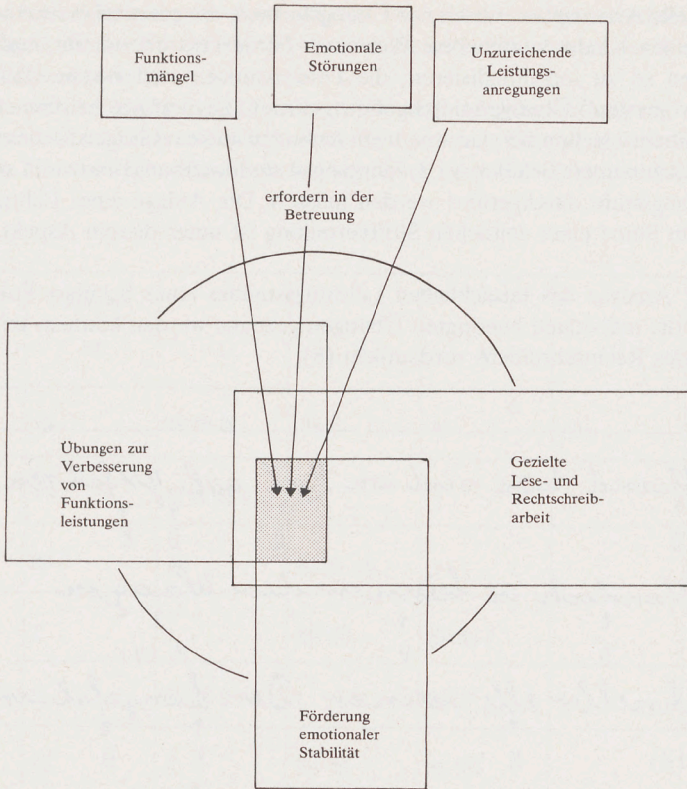 Funktions-
mängel
Emotionale
Störungen
Unzureichende
Leistungs-
anregungen
erfordern in der
Betreuung
Übungen zur
Verbesserung
von
Funktions-
leistungen
Gezielte
Lese- und
Rechtschreib-
arbeit
Förderung
emotionaler
Stabilität